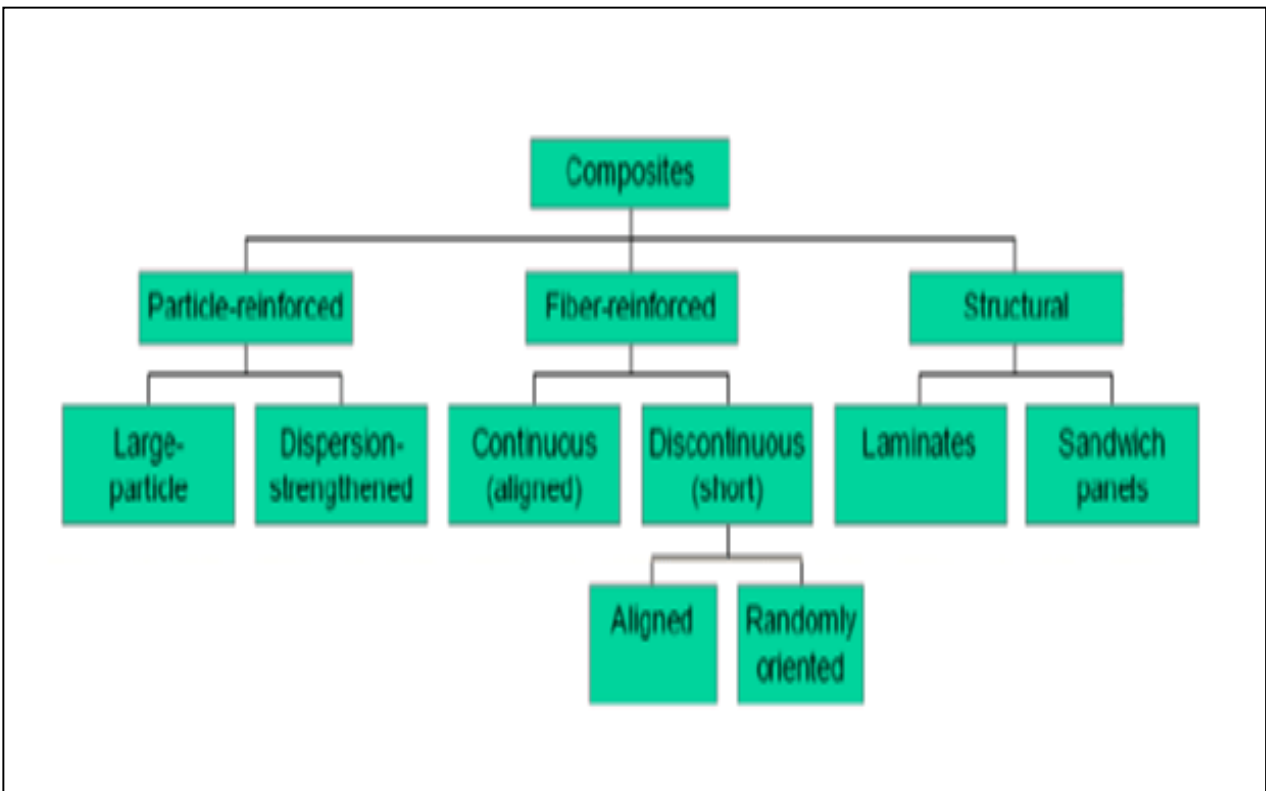 Composites
Particle-reinforced
Fiber-reinforced
Structural
Large-
particle
Dispersion-
strengthened
Continuous
(aligned)
Discontinuous
(short)
Laminates
Sandwich
panels
Aligned
Randomly
oriented